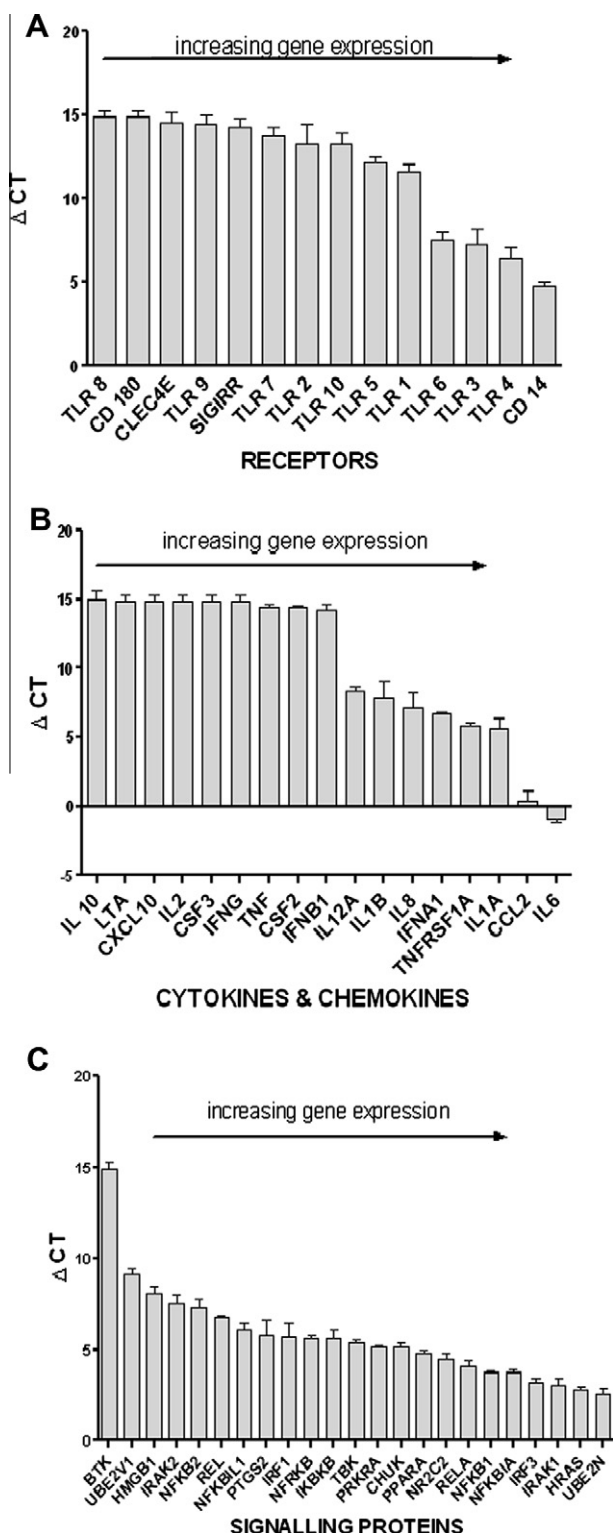 A
increasing gene expression
20
15
10
5
0
Δ CT
TLR 8
CD 180
CLEC4E
TLR 9
SIGIRR
TLR 7
TLR 2
TLR 10
TLR 5
TLR 1
TLR 6
TLR 3
TLR 4
CD 14
RECEPTORS
B
increasing gene expression
20
15
10
5
0
-5
Δ CT
IL 10
LTA
CXCL10
IL2
CSF3
IFNG
TNF
CSF2
IFNB1
IL12A
IL1B
IL8
IFNA1
TNFRSF1A
IL1A
CCL2
IL6
CYTOKINES & CHEMOKINES
C
increasing gene expression
20
15
10
5
0
Δ CT
BTK
UBE2V1
HMGB1
IRAK2
NFKB2
REL
NFKBIL1
PTGS2
IRF1
NFRKB
IKBKB
TBK
PRKRA
CHUK
PPARA
NR2C2
RELA
NFKB1
NFKBIA
IRF3
IRAK1
HRAS
UBE2N
SIGNALLING PROTEINS